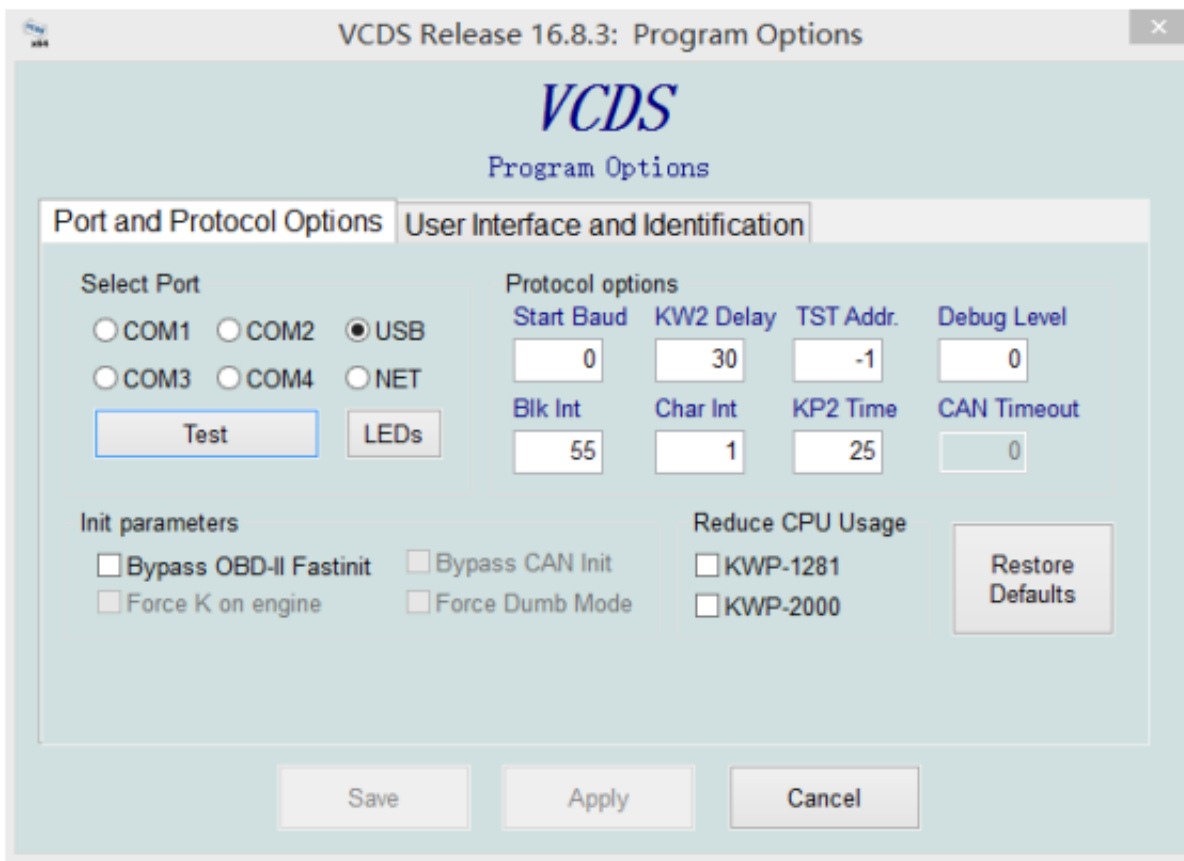 VCDS Release 16.8.3: Program Options
VCDS
Program Options
Port and Protocol Options User Interface and Identification
Select Port
COM1 COM2 USB
COM3 COM4 NET
Test LEDs
Protocol options
Start Baud KW2 Delay TST Addr. Debug Level
0 30 -1 0
Blk Int Char Int KP2 Time CAN Timeout
55 1 25 0
Init parameters
Bypass OBD-II Fastinit Bypass CAN Init
Force K on engine Force Dumb Mode
Reduce CPU Usage
KWP-1281
KWP-2000
Restore
Defaults
Save Apply Cancel